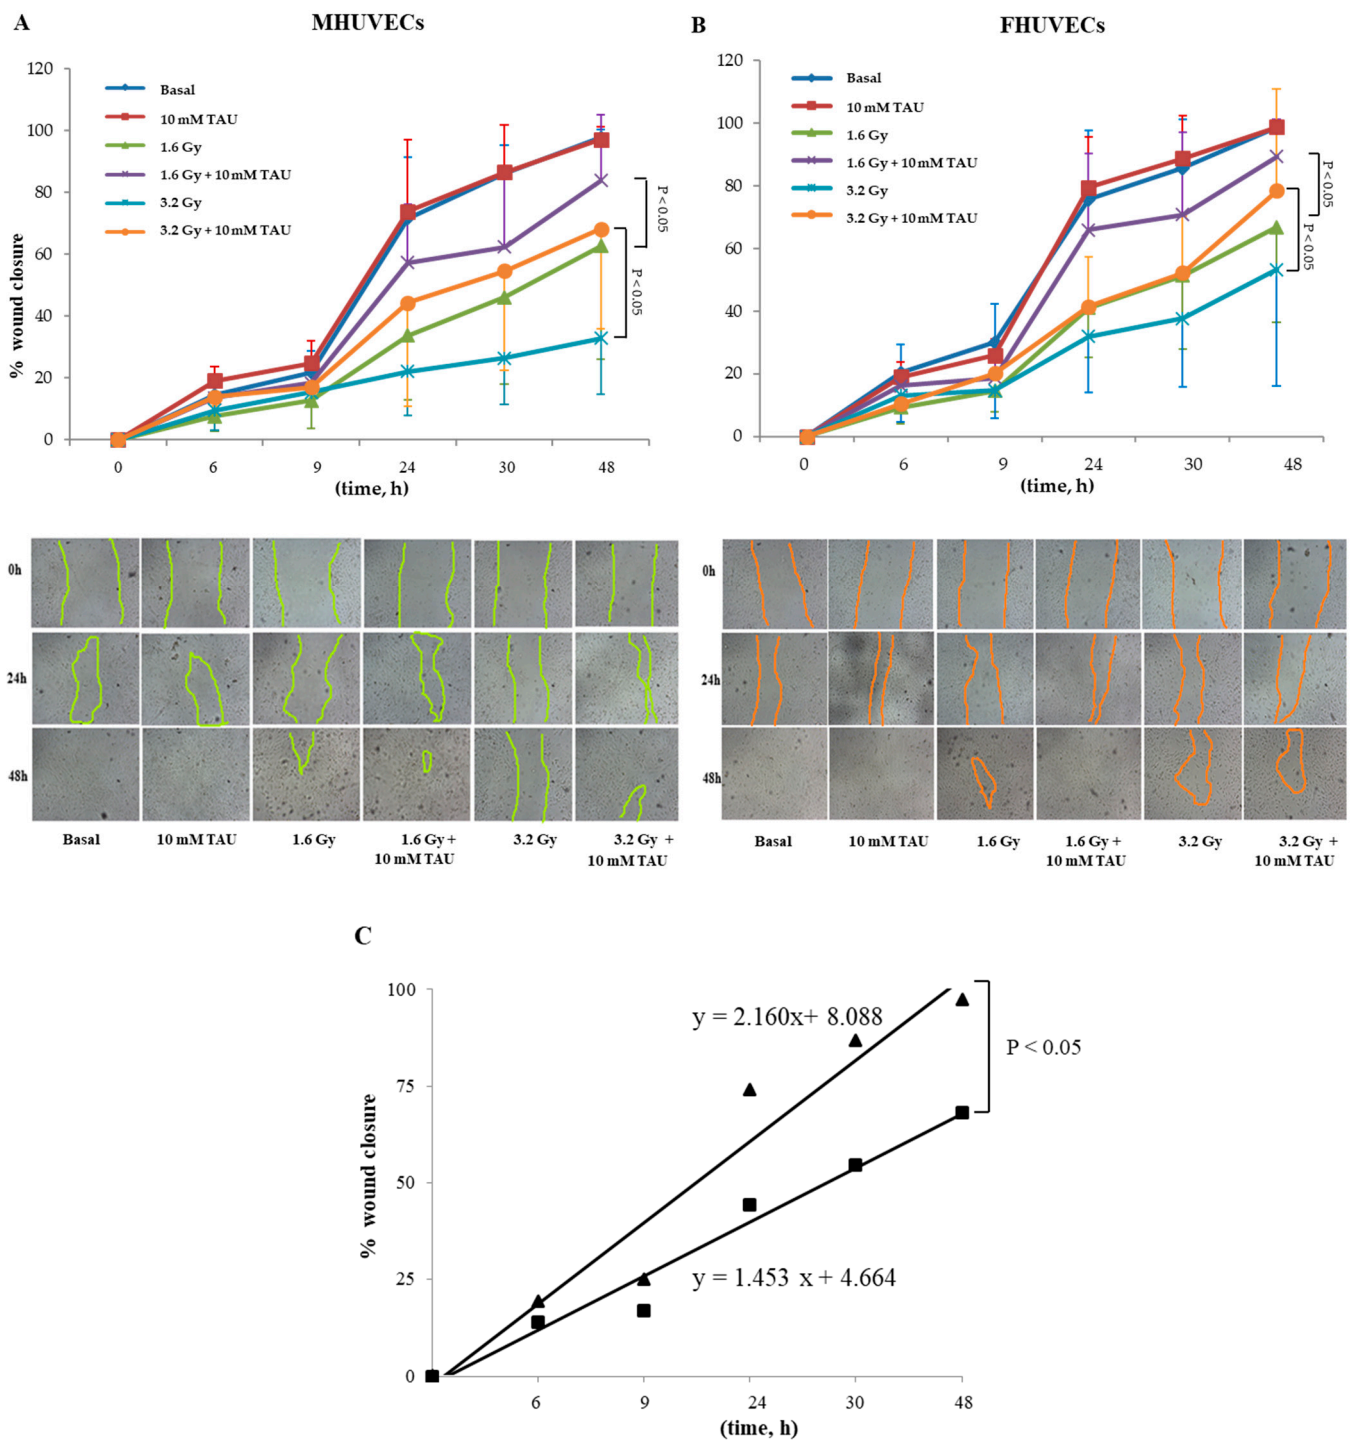 A
MHUVECs
B
FHUVECs
% wound closure
120
100
80
60
40
20
0
Basal
10 mM TAU
1.6 Gy
1.6 Gy + 10 mM TAU
3.2 Gy
3.2 Gy + 10 mM TAU
P < 0.05
P < 0.05
0 6 9 24 30 48
(time, h)
120
100
80
60
40
20
0
Basal
10 mM TAU
1.6 Gy
1.6 Gy + 10 mM TAU
3.2 Gy
3.2 Gy + 10 mM TAU
P < 0.05
P < 0.05
0 6 9 24 30 48
(time, h)
0h
24h
48h
Basal
10 mM TAU
1.6 Gy
1.6 Gy +
10 mM TAU
3.2 Gy
3.2 Gy +
10 mM TAU
0h
24h
48h
Basal
10 mM TAU
1.6 Gy
1.6 Gy +
10 mM TAU
3.2 Gy
3.2 Gy +
10 mM TAU
C
% wound closure
100
75
50
25
0
y = 2.160x+ 8.088
P < 0.05
y = 1.453 x + 4.664
6 9 24 30 48
(time, h)